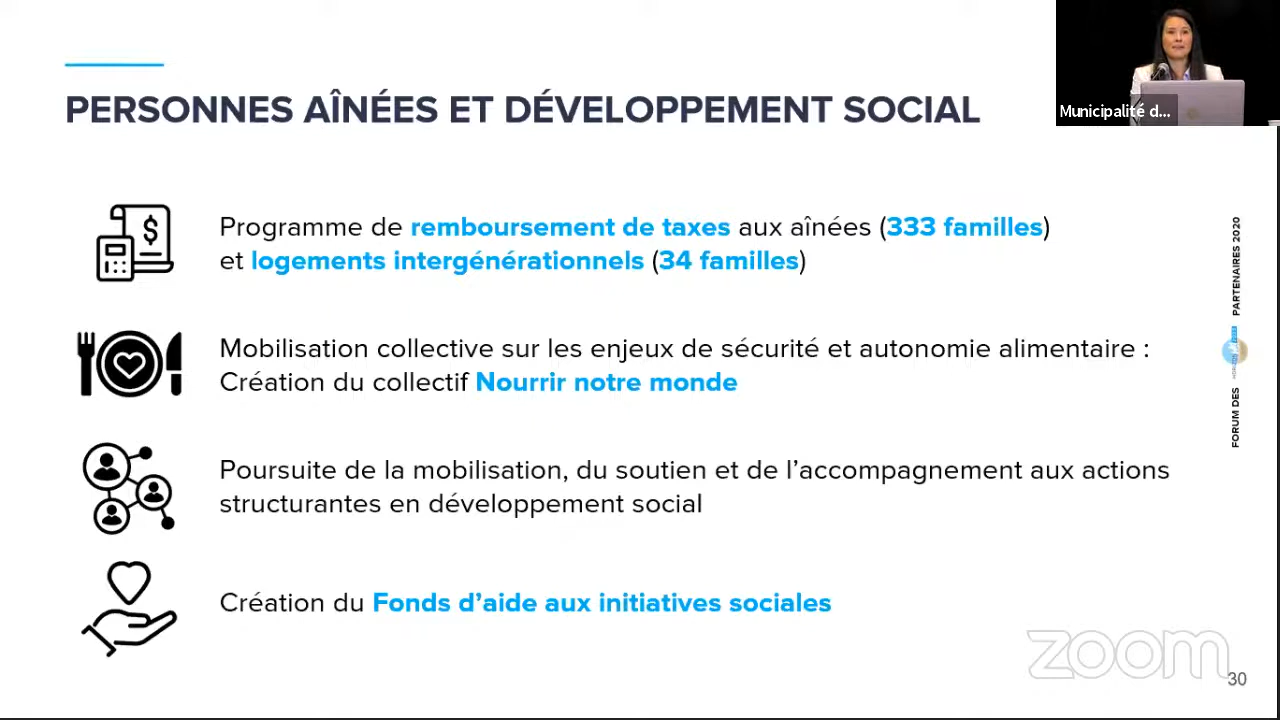 PERSONNES AÎNÉES ET DÉVELOPPEMENT SOCIAL
Municipalité d...
$
Programme de remboursement de taxes aux aînées (333 familles)
et logements intergénérationnels (34 familles)
Mobilisation collective sur les enjeux de sécurité et autonomie alimentaire :
Création du collectif Nourrir notre monde
Poursuite de la mobilisation, du soutien et de l’accompagnement aux actions
structurantes en développement social
Création du Fonds d’aide aux initiatives sociales
FORUM DES PARTENAIRES 2020
zoom
30